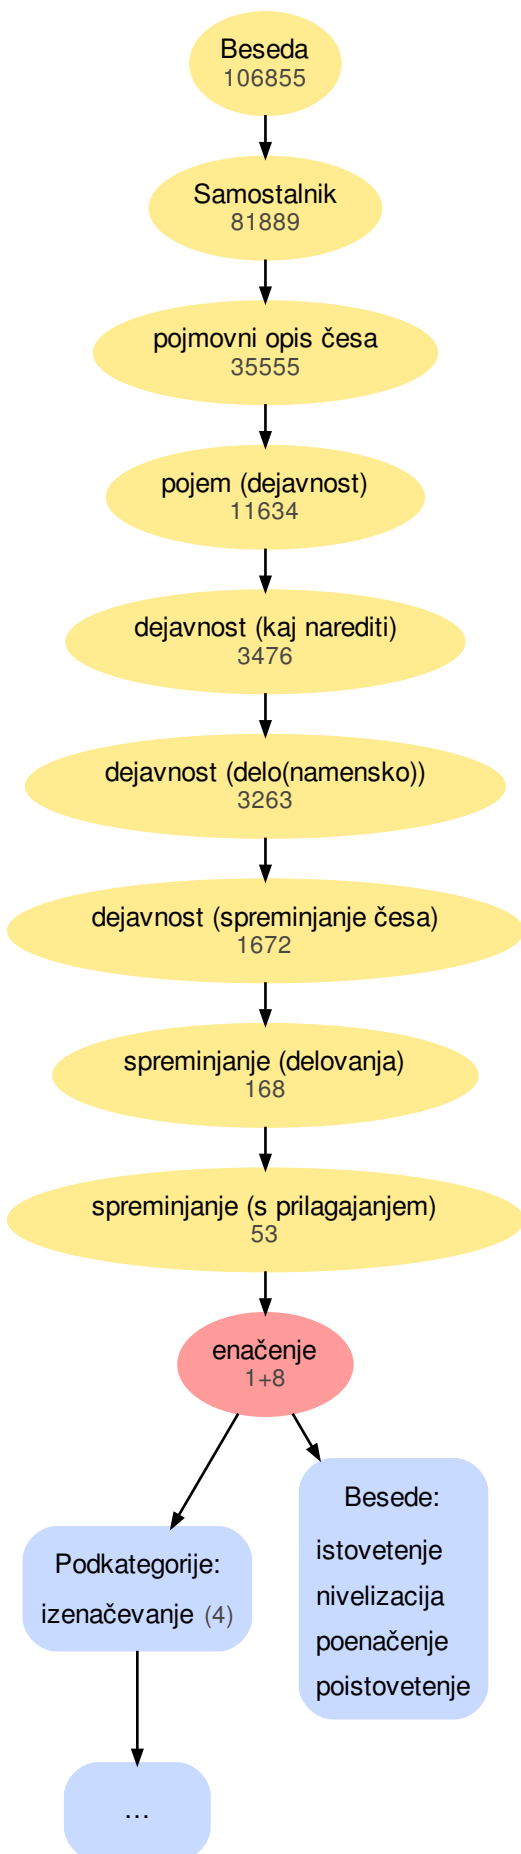 Beseda
106855
Samostalnik
81889
pojmovni opis česa
35555
pojem (dejavnost)
11634
dejavnost (kaj narediti)
3476
dejavnost (delo(namensko))
3263
dejavnost (spreminjanje česa)
1672
spreminjanje (delovanja)
168
spreminjanje (s prilagajanjem)
53
enačenje
1+8
Besede:
istovetenje
nivelizacija
poenačenje
poistovetenje
Podkategorije:
izenačevanje (4)
...